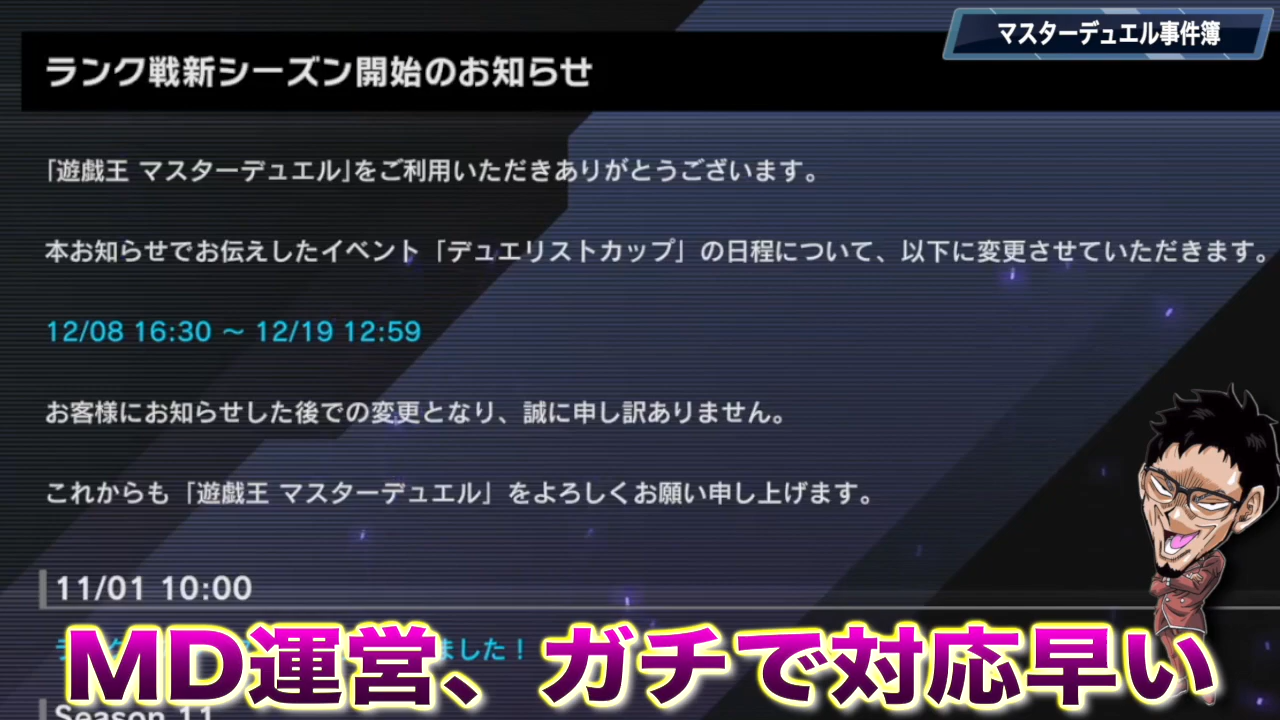 マスターデュエル事件簿
ランク戦新シーズン開始のお知らせ
「遊戯王 マスターデュエル」をご利用いただきありがとうございます。
本お知らせでお伝えしたイベント「デュエリストカップ」の日程について、以下に変更させていただきます。
12/08 16:30 ～ 12/19 12:59
お客様にお知らせした後での変更となり、誠に申し訳ありません。
これからも「遊戯王 マスターデュエル」をよろしくお願い申し上げます。
11/01 10:00
ました！
MD運営、ガチで対応早い
Season 11